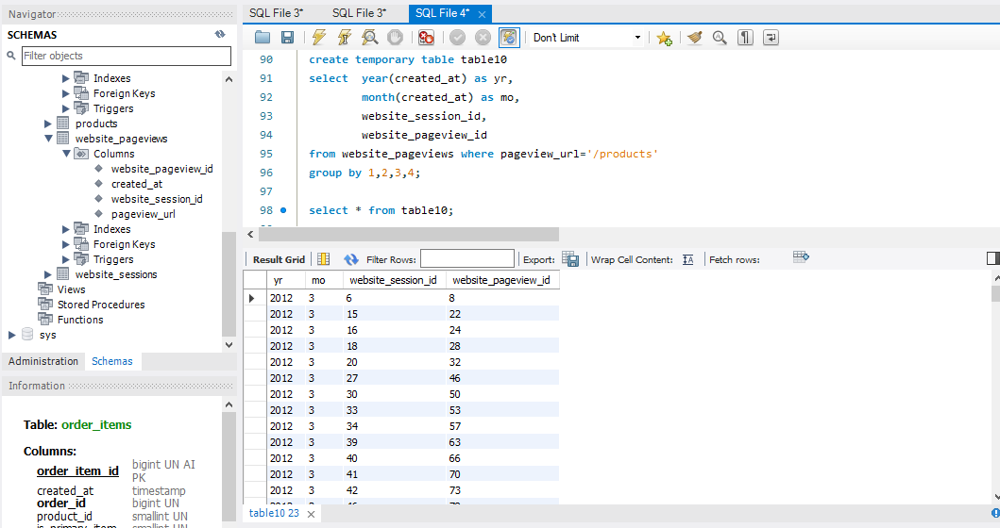 Navigator
SCHEMAS
Filter objects
Indexes
Foreign Keys
Triggers
products
website_pageviews
Columns
website_pageview_id
created_at
website_session_id
pageview_url
Indexes
Foreign Keys
Triggers
website_sessions
Views
Stored Procedures
Functions
sys
Administration Schemas
Information
Table: order_items
Columns:
order_item_id bigint UN AI
PK
created_at timestamp
order_id bigint UN
product_id smallint UN
is_primary_item smallint UN
SQL File 3* SQL File 3* SQL File 4*
Don't Limit
90 create temporary table table10
91 select year(created_at) as yr,
92 month(created_at) as mo,
93 website_session_id,
94 website_pageview_id
95 from website_pageviews where pageview_url='/products'
96 group by 1,2,3,4;
97
98 select * from table10;
Result Grid Filter Rows: Export: Wrap Cell Content: Fetch rows:
yr mo website_session_id website_pageview_id
2012 3 6 8
2012 3 15 22
2012 3 16 24
2012 3 18 28
2012 3 20 32
2012 3 27 46
2012 3 30 50
2012 3 33 53
2012 3 34 57
2012 3 39 63
2012 3 40 66
2012 3 41 70
2012 3 42 73
table10 23